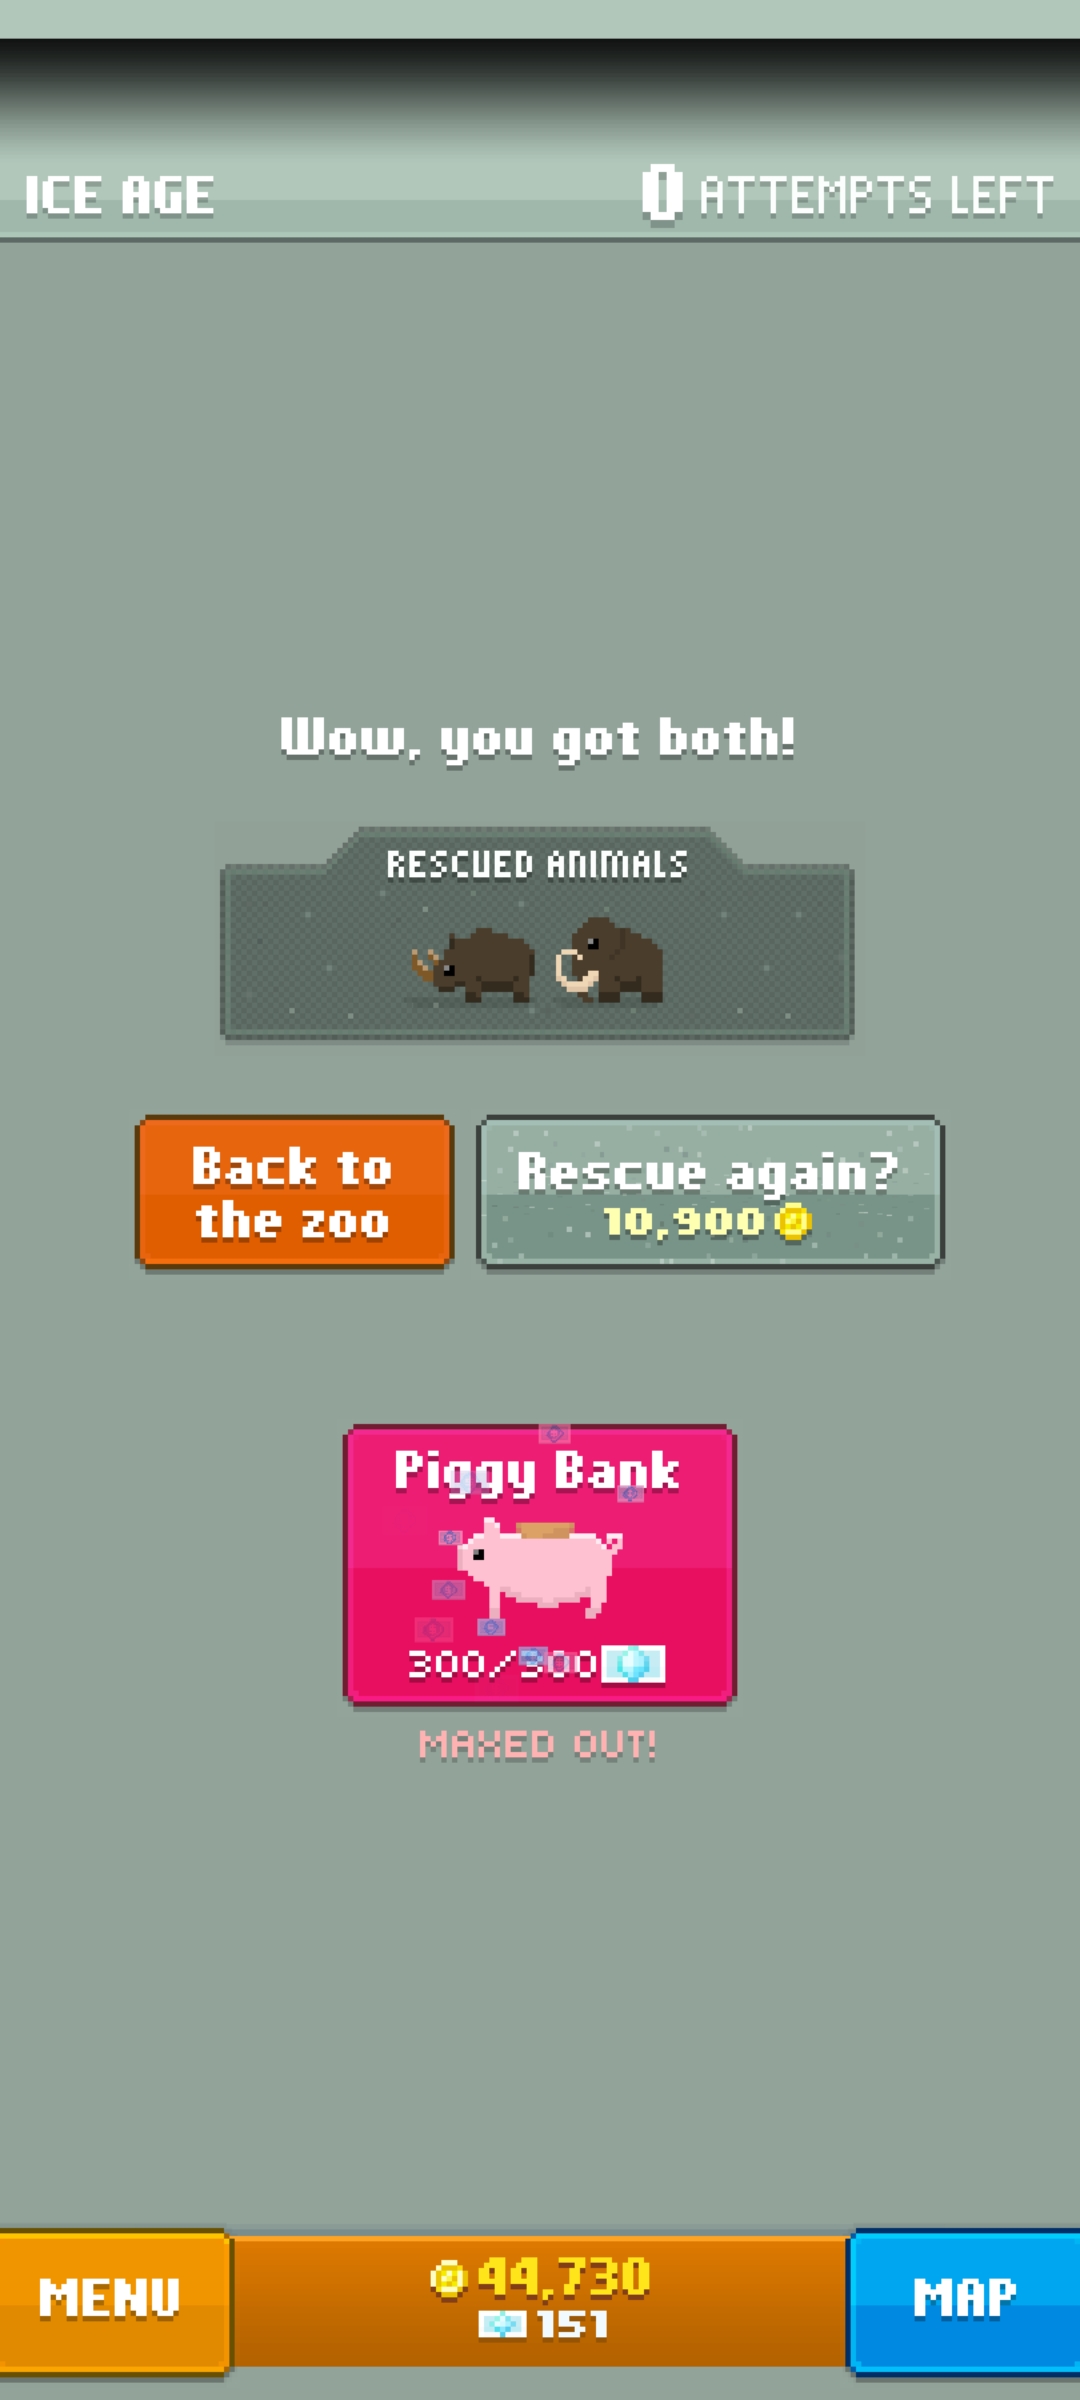 ICE AGE
0 ATTEMPTS LEFT
Wow, you got both!
RESCUED ANIMALS
Back to
the zoo
Rescue again?
10,900
Piggy Bank
300/300
MAXED OUT!
MENU
44,730
151
MAP